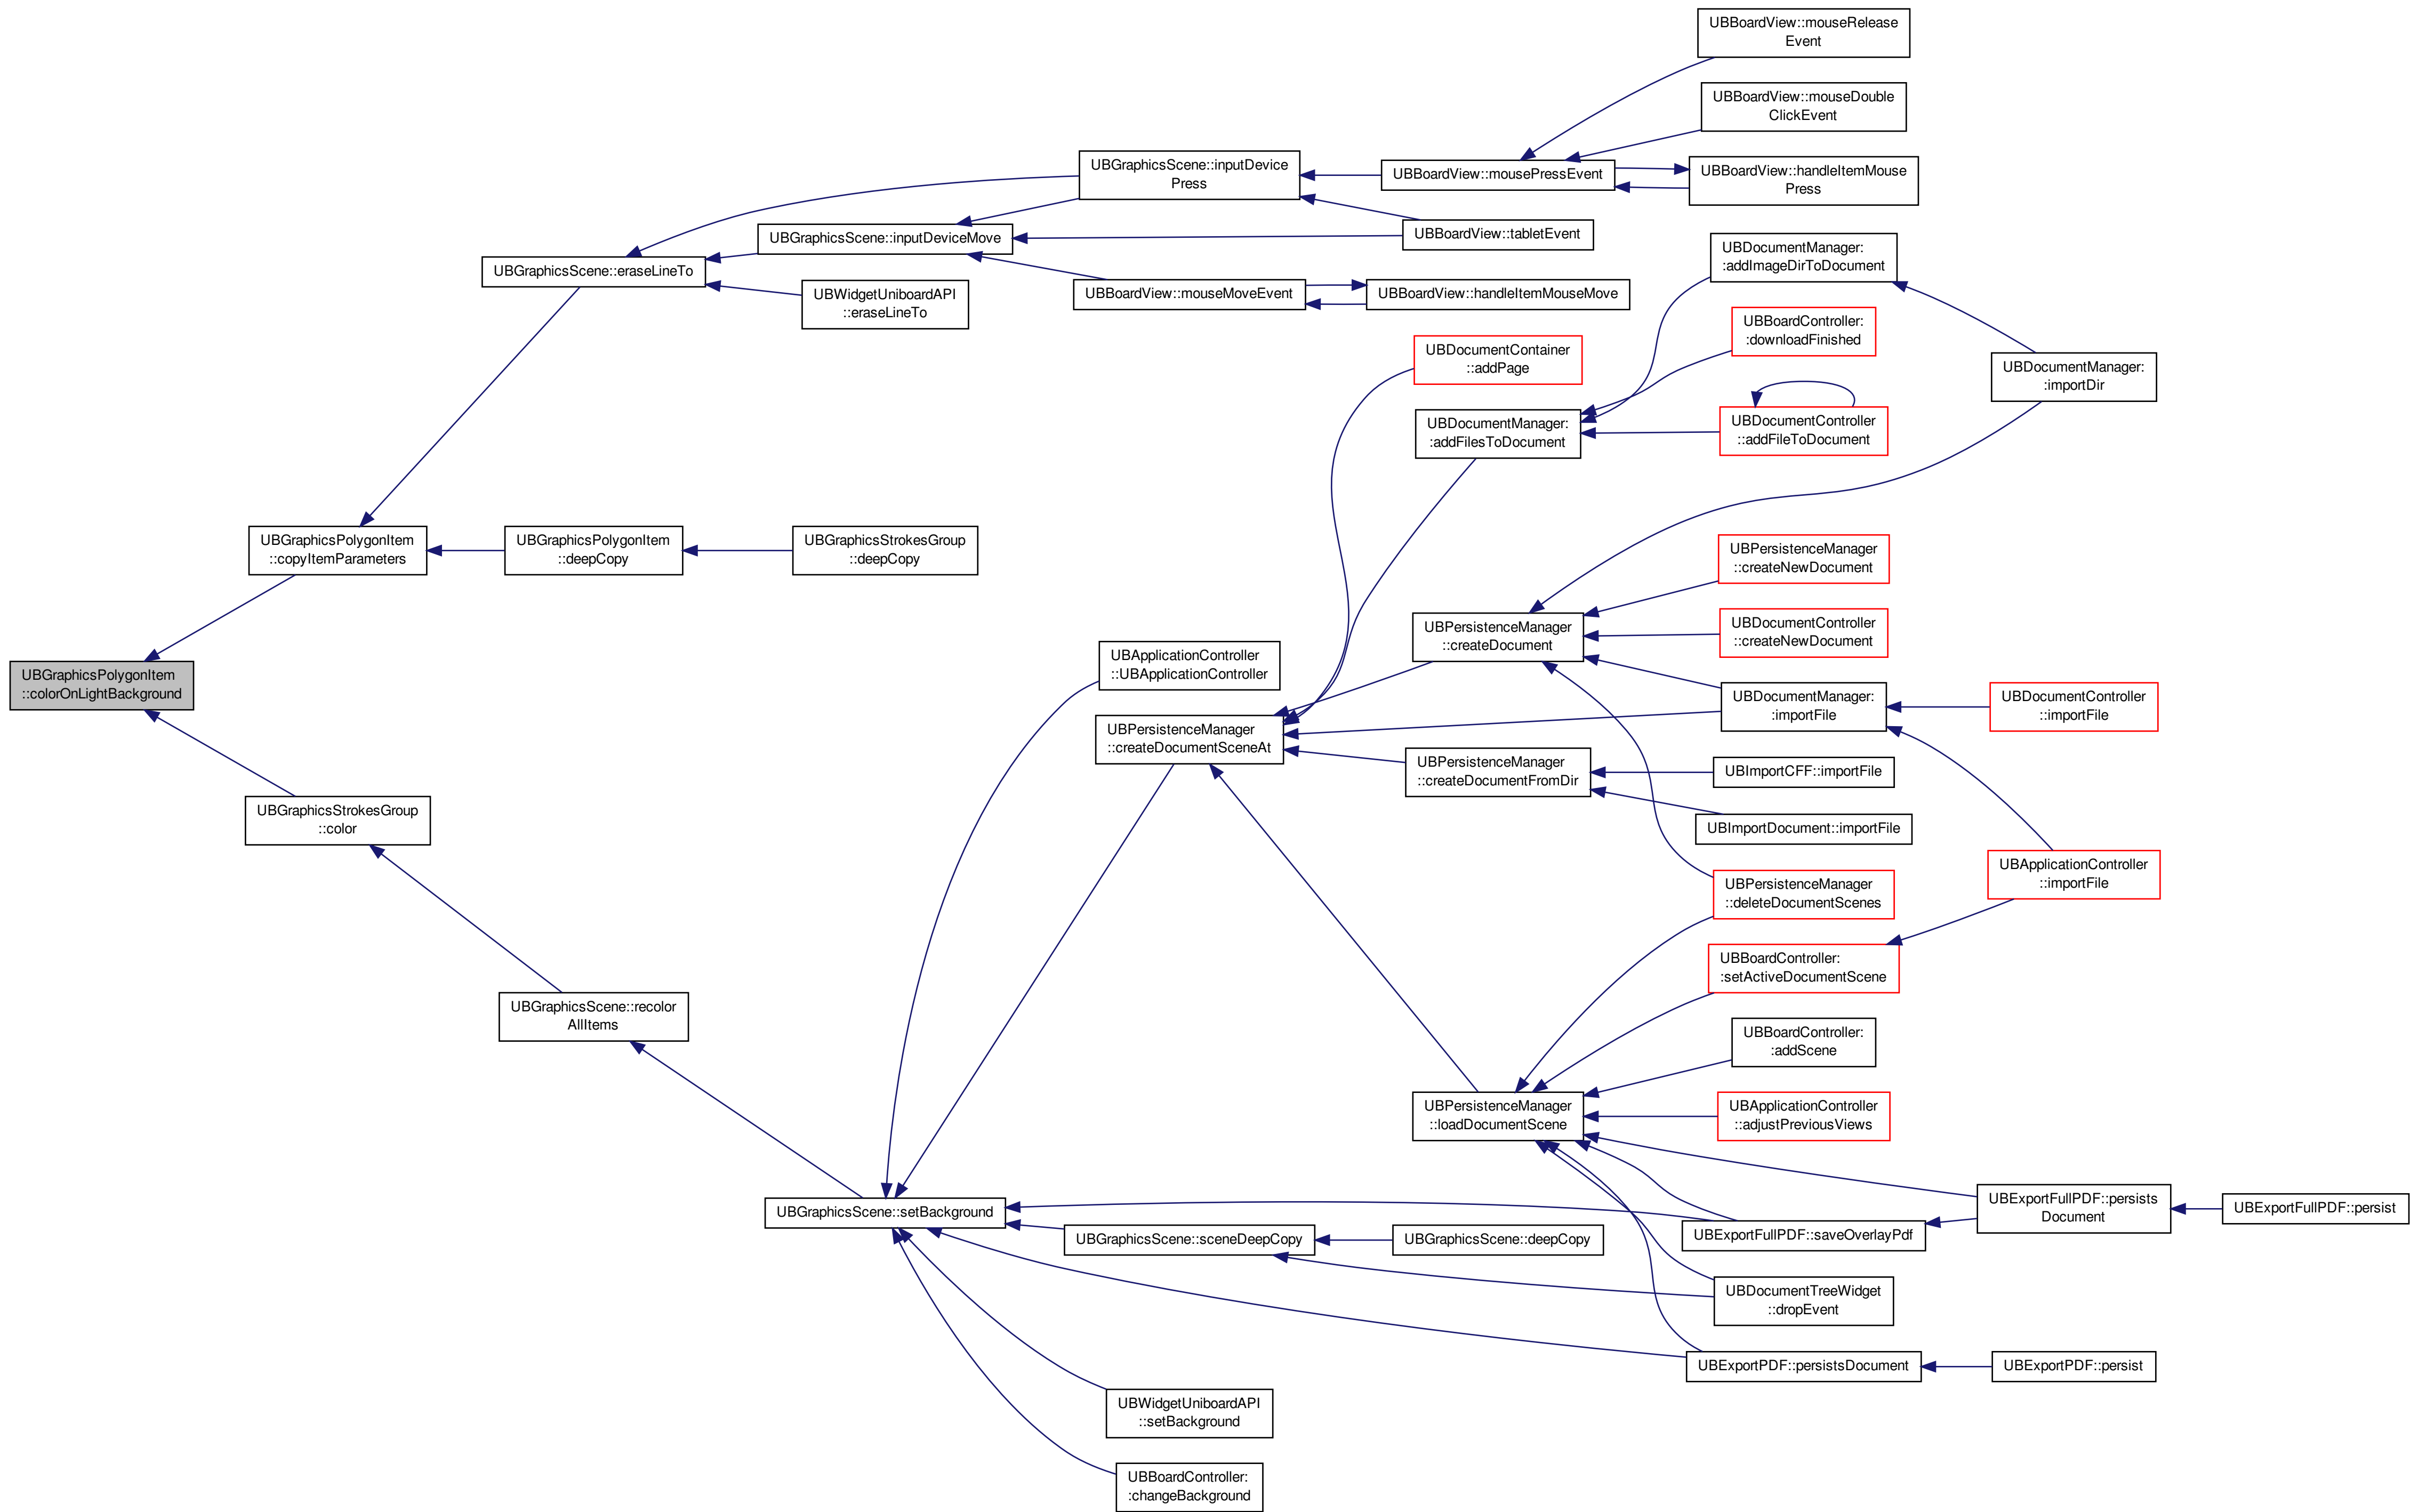 UBBoardView::mouseRelease
Event
UBBoardView::mouseDouble
ClickEvent
UBGraphicsScene::inputDevice
Press
UBBoardView::mousePressEvent
UBBoardView::handleItemMouse
Press
UBGraphicsScene::inputDeviceMove
UBBoardView::tabletEvent
UBGraphicsScene::eraseLineTo
UBDocumentManager:
:addImageDirToDocument
UBWidgetUniboardAPI
::eraseLineTo
UBBoardView::mouseMoveEvent
UBBoardView::handleItemMouseMove
UBBoardController:
:downloadFinished
UBDocumentContainer
::addPage
UBDocumentManager:
:importDir
UBDocumentManager:
:addFilesToDocument
UBDocumentController
::addFileToDocument
UBGraphicsPolygonItem
::copyItemParameters
UBGraphicsPolygonItem
::deepCopy
UBGraphicsStrokesGroup
::deepCopy
UBPersistenceManager
::createNewDocument
UBPersistenceManager
::createDocument
UBDocumentController
::createNewDocument
UBApplicationController
::UBApplicationController
UBGraphicsPolygonItem
::colorOnLightBackground
UBDocumentManager:
:importFile
UBDocumentController
::importFile
UBPersistenceManager
::createDocumentSceneAt
UBPersistenceManager
::createDocumentFromDir
UBImportCFF::importFile
UBImportDocument::importFile
UBGraphicsStrokesGroup
::color
UBApplicationController
::importFile
UBPersistenceManager
::deleteDocumentScenes
UBBoardController:
:setActiveDocumentScene
UBGraphicsScene::recolor
AllItems
UBBoardController:
:addScene
UBPersistenceManager
::loadDocumentScene
UBApplicationController
::adjustPreviousViews
UBGraphicsScene::setBackground
UBExportFullPDF::persists
Document
UBExportFullPDF::persist
UBGraphicsScene::sceneDeepCopy
UBGraphicsScene::deepCopy
UBExportFullPDF::saveOverlayPdf
UBDocumentTreeWidget
::dropEvent
UBExportPDF::persistsDocument
UBExportPDF::persist
UBWidgetUniboardAPI
::setBackground
UBBoardController:
:changeBackground